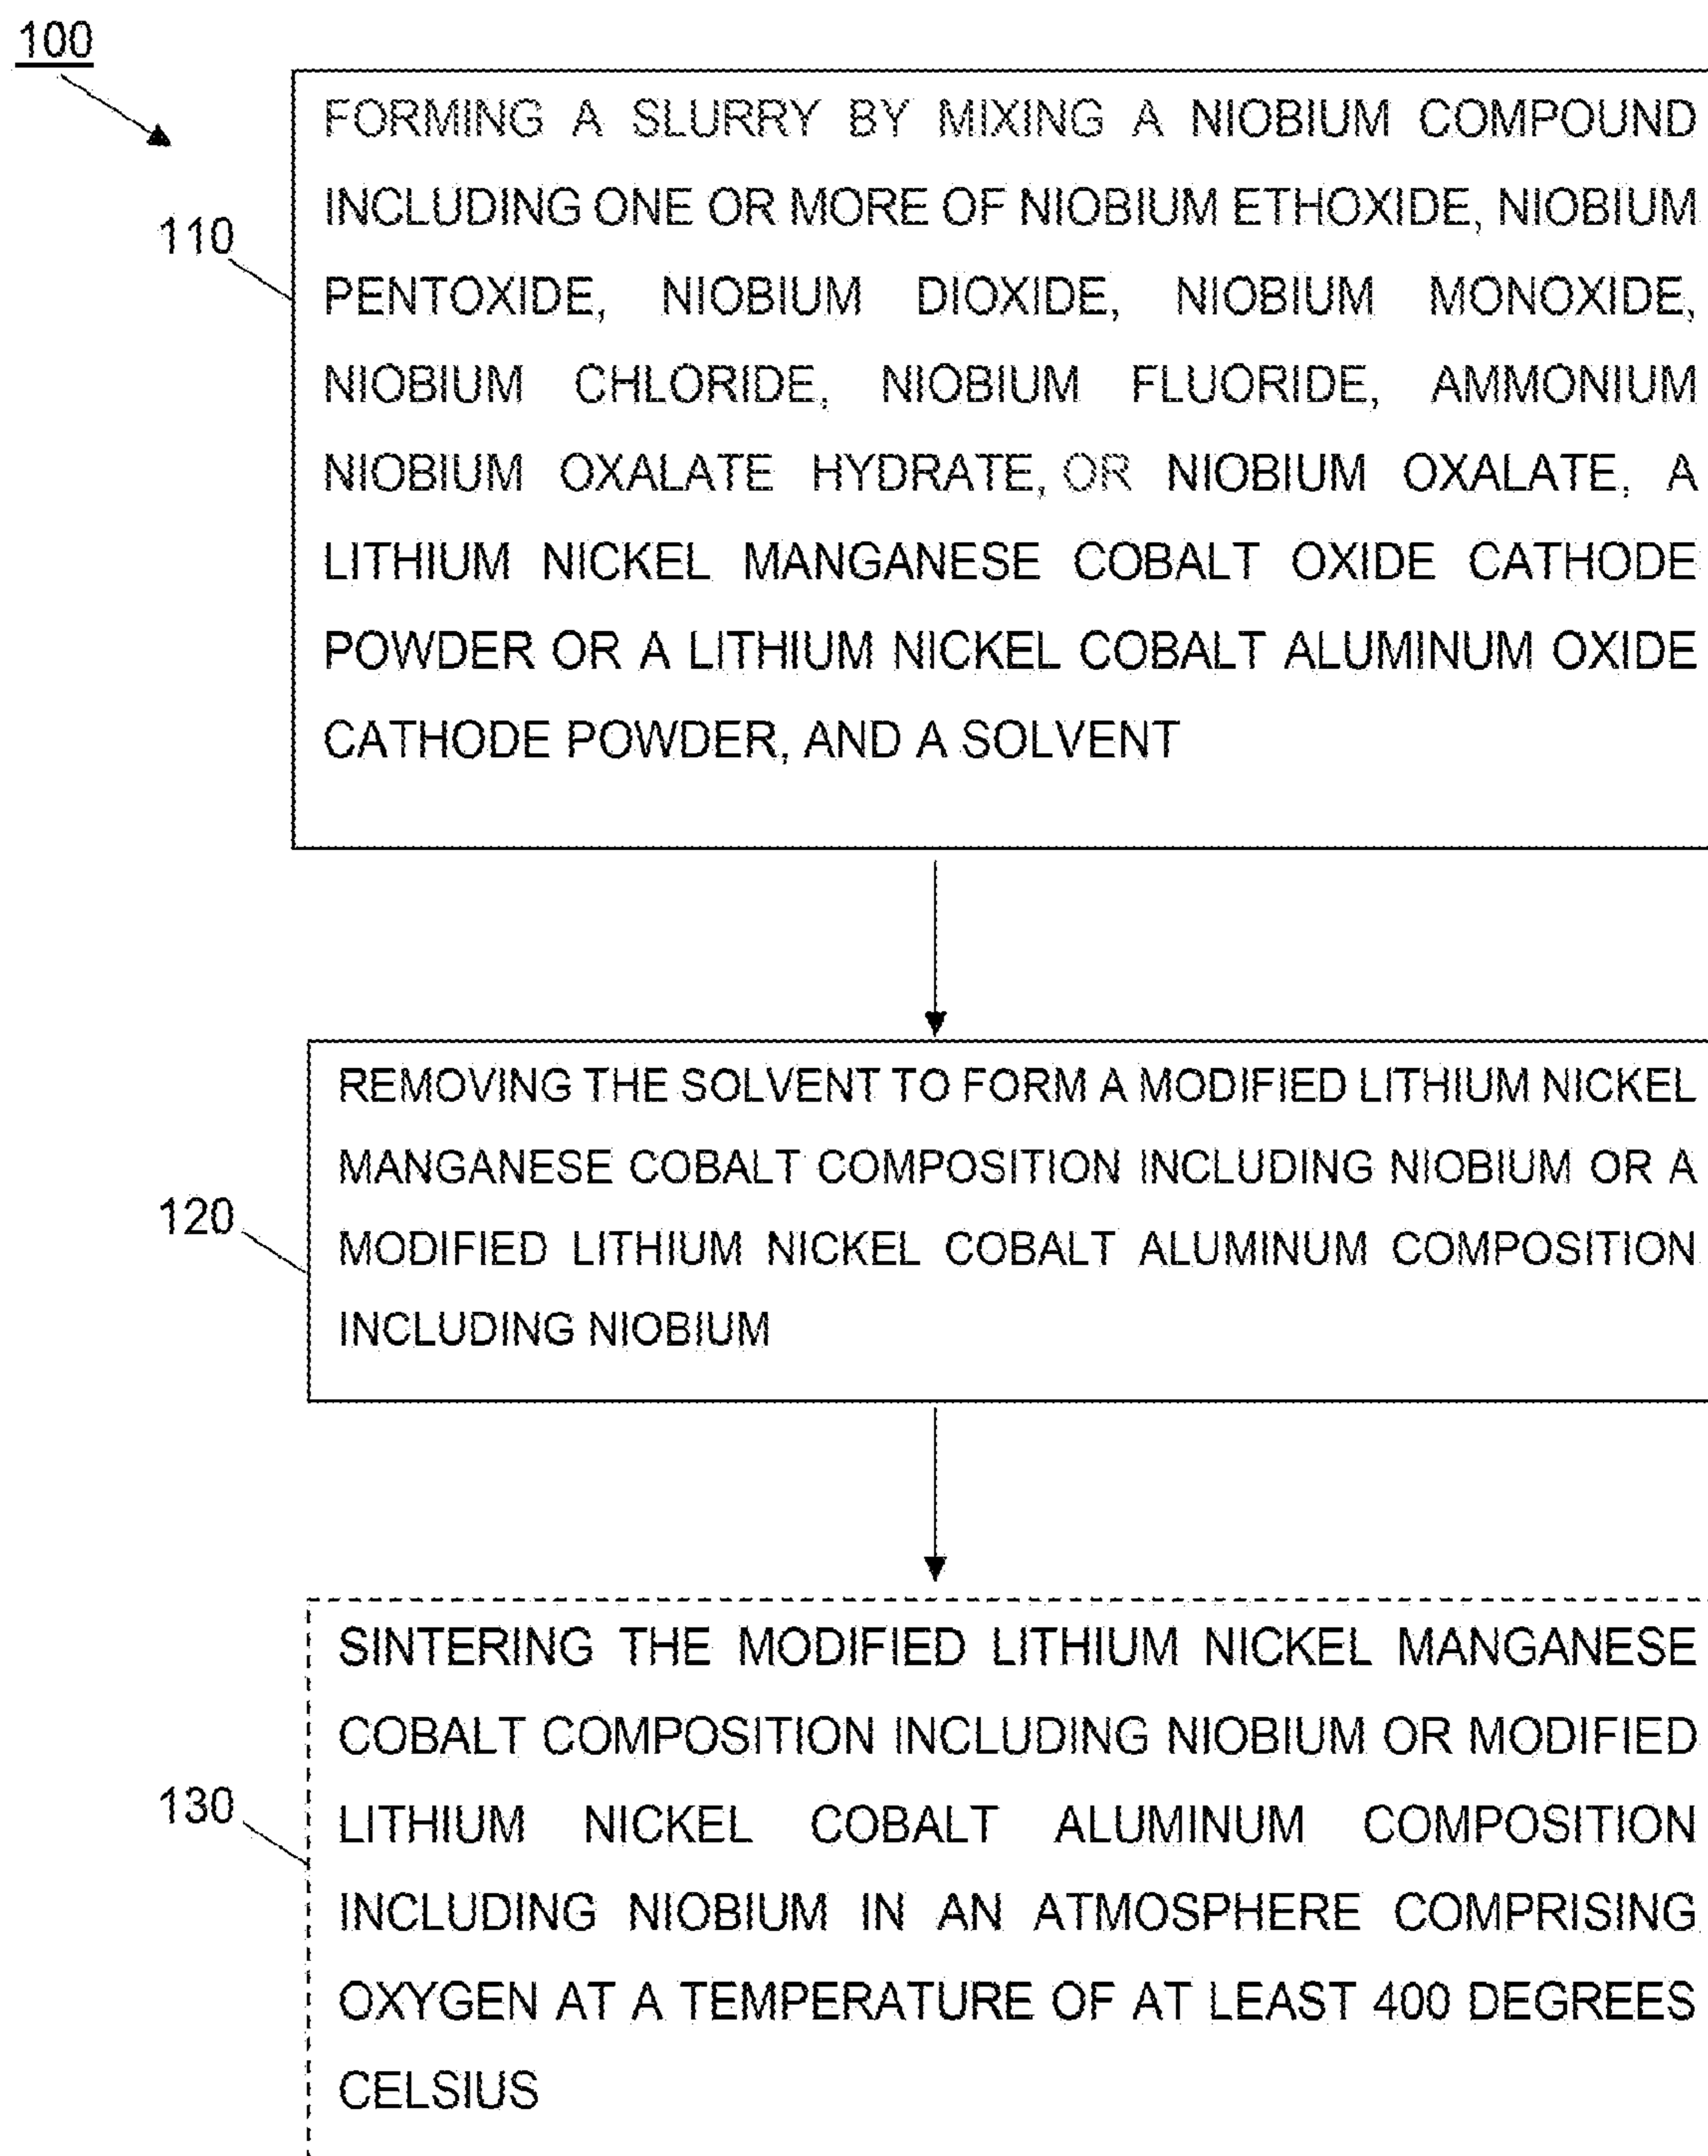 100
FORMING A SLURRY BY MIXING A NIOBIUM COMPOUND
INCLUDING ONE OR MORE OF NIOBIUM ETHOXIDE, NIOBIUM
110
PENTOXIDE, NIOBIUM DIOXIDE, NIOBIUM MONOXIDE,
NIOBIUM CHLORIDE, NIOBIUM FLUORIDE, AMMONIUM
NIOBIUM OXALATE HYDRATE, OR NIOBIUM OXALATE, A
LITHIUM NICKEL MANGANESE COBALT OXIDE CATHODE
POWDER OR A LITHIUM NICKEL COBALT ALUMINUM OXIDE
CATHODE POWDER, AND A SOLVENT
REMOVING THE SOLVENT TO FORM A MODIFIED LITHIUM NICKEL
MANGANESE COBALT COMPOSITION INCLUDING NIOBIUM OR A
120
MODIFIED LITHIUM NICKEL COBALT ALUMINUM COMPOSITION
INCLUDING NIOBIUM
SINTERING THE MODIFIED LITHIUM NICKEL MANGANESE
COBALT COMPOSITION INCLUDING NIOBIUM OR MODIFIED
130
LITHIUM NICKEL COBALT ALUMINUM COMPOSITION
INCLUDING NIOBIUM IN AN ATMOSPHERE COMPRISING
OXYGEN AT A TEMPERATURE OF AT LEAST 400 DEGREES
CELSIUS